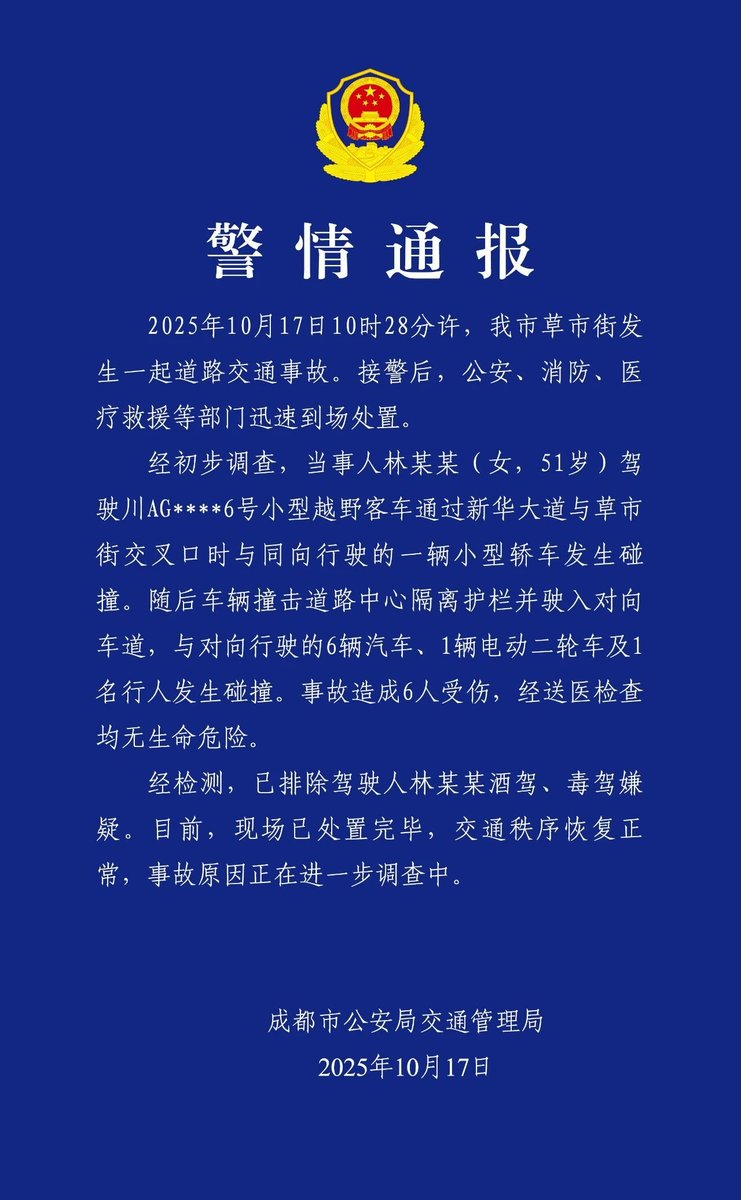 警情通报
2025年10月17日10时28分许，我市草市街发
生一起道路交通事故。接警后，公安、消防、医
疗救援等部门迅速到场处置。
经初步调查，当事人林某某（女，51岁）驾
驶川AG****6号小型越野客车通过新华大道与草市
街交叉口时与同向行驶的一辆小型轿车发生碰
撞。随后车辆撞击道路中心隔离护栏并驶入对向
车道，与对向行驶的6辆汽车、1辆电动二轮车及1
名行人发生碰撞。事故造成6人受伤，经送医检查
均无生命危险。
经检测，已排除驾驶人林某某酒驾、毒驾嫌
疑。目前，现场已处置完毕，交通秩序恢复正
常，事故原因正在进一步调查中。
成都市公安局交通管理局
2025年10月17日